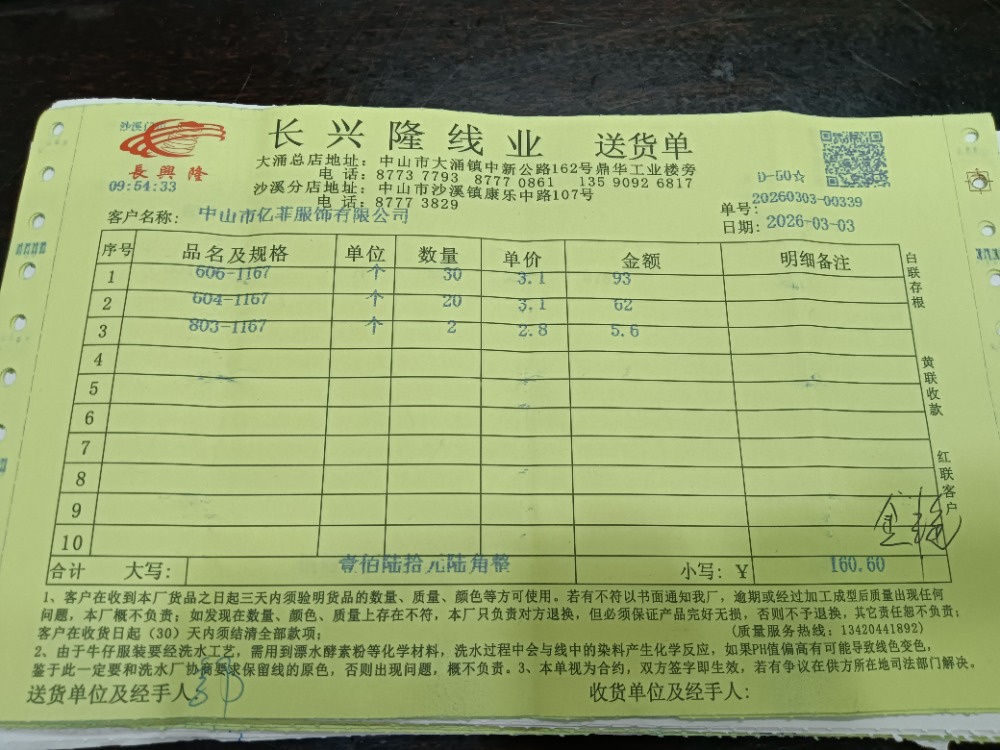 沙溪
長興隆
09:54:33
长兴隆线业 送货单
大涌总店地址：中山市大涌镇中新公路162号鼎华工业楼旁
电 话：8773 7793 8777 0861 135 9092 6817
沙溪分店地址：中山市沙溪镇康乐中路107号
电 话：8777 3829
D-50☆
单号：20260303-00339
日期：2026-03-03
客户名称：中山市亿菲服饰有限公司
序号 品名及规格 单位 数量 单价 金额 明细备注
1 606-1167 个 30 3.1 93
2 604-1167 个 20 3.1 62
3 803-1167 个 2 2.8 5.6
4
5
6
7
8
9
10
合计 大写：壹佰陆拾元陆角整 小写：￥ 160.60
白联存根
黄联收款
红联客户
1、客户在收到本厂货品之日起三天内须验明货品的数量、质量、颜色等方可使用。若有不符以书面通知我厂，逾期或经过加工成型后质量出现任何
问题，本厂概不负责；如发现在数量、颜色、质量上存在不符，本厂只负责对方退换，但必须保证产品完好无损，否则不予退换，其它责任恕不负责；
客户在收货日起（30）天内须结清全部款项；（质量服务热线：13420441892）
2、由于牛仔服装要经洗水工艺，需用到漂水酵素粉等化学材料，洗水过程中会与线中的染料产生化学反应，如果PH值偏高有可能导致线色变色，
鉴于此一定要和洗水厂协商要求保留线的原色，否则出现问题，概不负责。3、本单视为合约，双方签字即生效，若有争议在供方所在地司法部门解决。
送货单位及经手人： 收货单位及经手人：